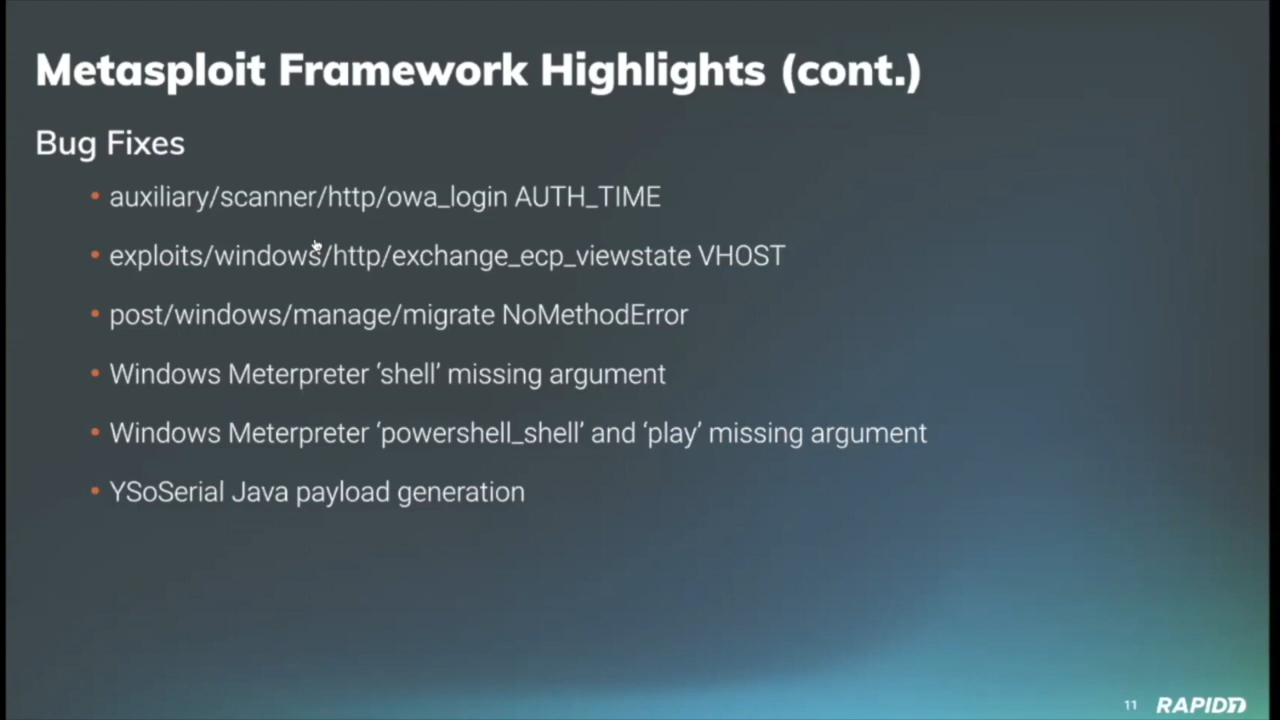 Metasploit Framework Highlights (cont.)
Bug Fixes
• auxiliary/scanner/http/owa_login AUTH_TIME
• exploits/windows/http/exchange_ecp_viewstate VHOST
• post/windows/manage/migrate NoMethodError
• Windows Meterpreter ‘shell’ missing argument
• Windows Meterpreter ‘powershell_shell’ and ‘play’ missing argument
• YSoSerial Java payload generation
11 RAPID7